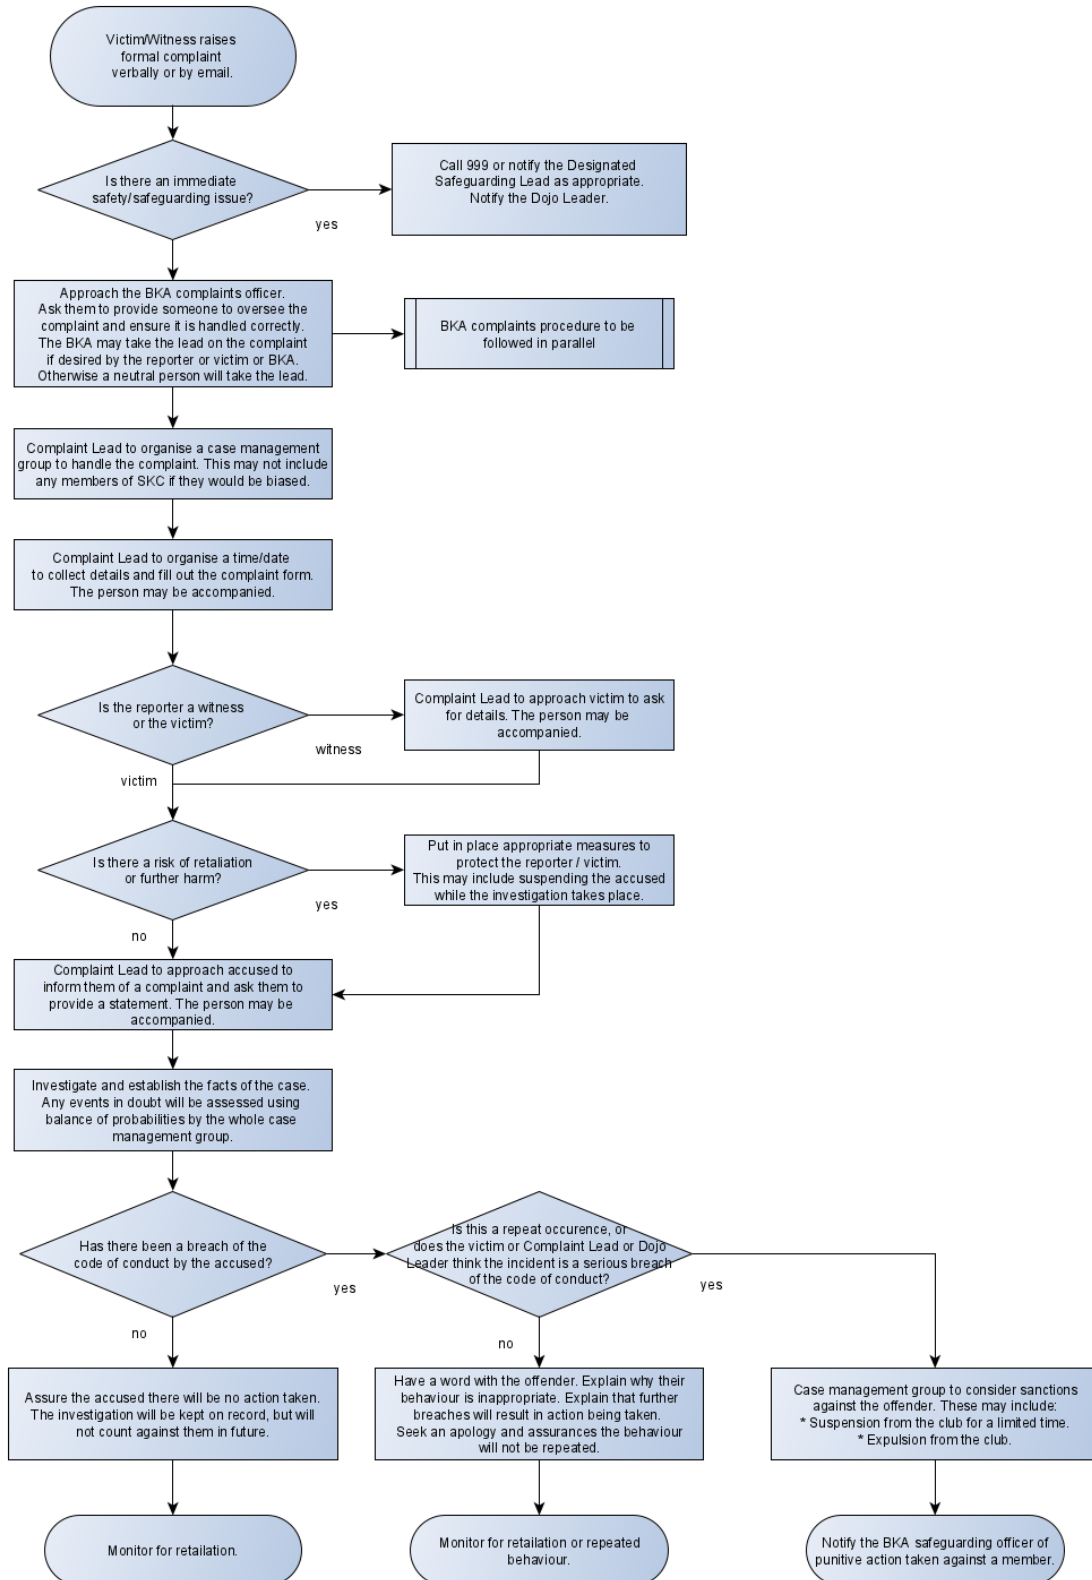 Victim/Witness raises
formal complaint
verbally or by email.
Is there an immediate
safety/safeguarding issue?
yes
Call 999 or notify the Designated
Safeguarding Lead as appropriate.
Notify the Dojo Leader.
Approach the BKA complaints officer.
Ask them to provide someone to oversee the
complaint and ensure it is handled correctly.
The BKA may take the lead on the complaint
if desired by the reporter or victim or BKA.
Otherwise a neutral person will take the lead.
BKA complaints procedure to be
followed in parallel
Complaint Lead to organise a case management
group to handle the complaint. This may not include
any members of SKC if they would be biased.
Complaint Lead to organise a time/date
to collect details and fill out the complaint form.
The person may be accompanied.
Is the reporter a witness
or the victim?
witness
victim
Complaint Lead to approach victim to ask
for details. The person may be
accompanied.
Is there a risk of retaliation
or further harm?
yes
no
Put in place appropriate measures to
protect the reporter / victim.
This may include suspending the accused
while the investigation takes place.
Complaint Lead to approach accused to
inform them of a complaint and ask them to
provide a statement. The person may be
accompanied.
Investigate and establish the facts of the case.
Any events in doubt will be assessed using
balance of probabilities by the whole case
management group.
Has there been a breach of the
code of conduct by the accused?
yes
no
Is this a repeat occurence, or
does the victim or Complaint Lead or Dojo
Leader think the incident is a serious breach
of the code of conduct?
yes
no
Assure the accused there will be no action taken.
The investigation will be kept on record, but will
not count against them in future.
Have a word with the offender. Explain why their
behaviour is inappropriate. Explain that further
breaches will result in action being taken.
Seek an apology and assurances the behaviour
will not be repeated.
Case management group to consider sanctions
against the offender. These may include:
* Suspension from the club for a limited time.
* Expulsion from the club.
Monitor for retailation.
Monitor for retailation or repeated
behaviour.
Notify the BKA safeguarding officer of
punitive action taken against a member.